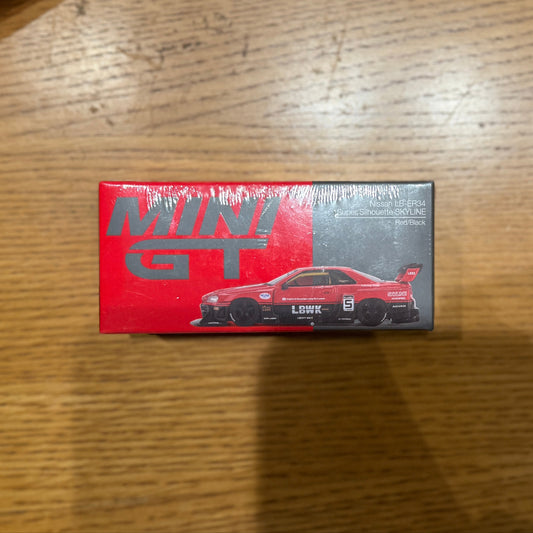 MINI
GT
Nissan LB-ER34
Super Silhouette SKYLINE
Red/Black
LBWK
5